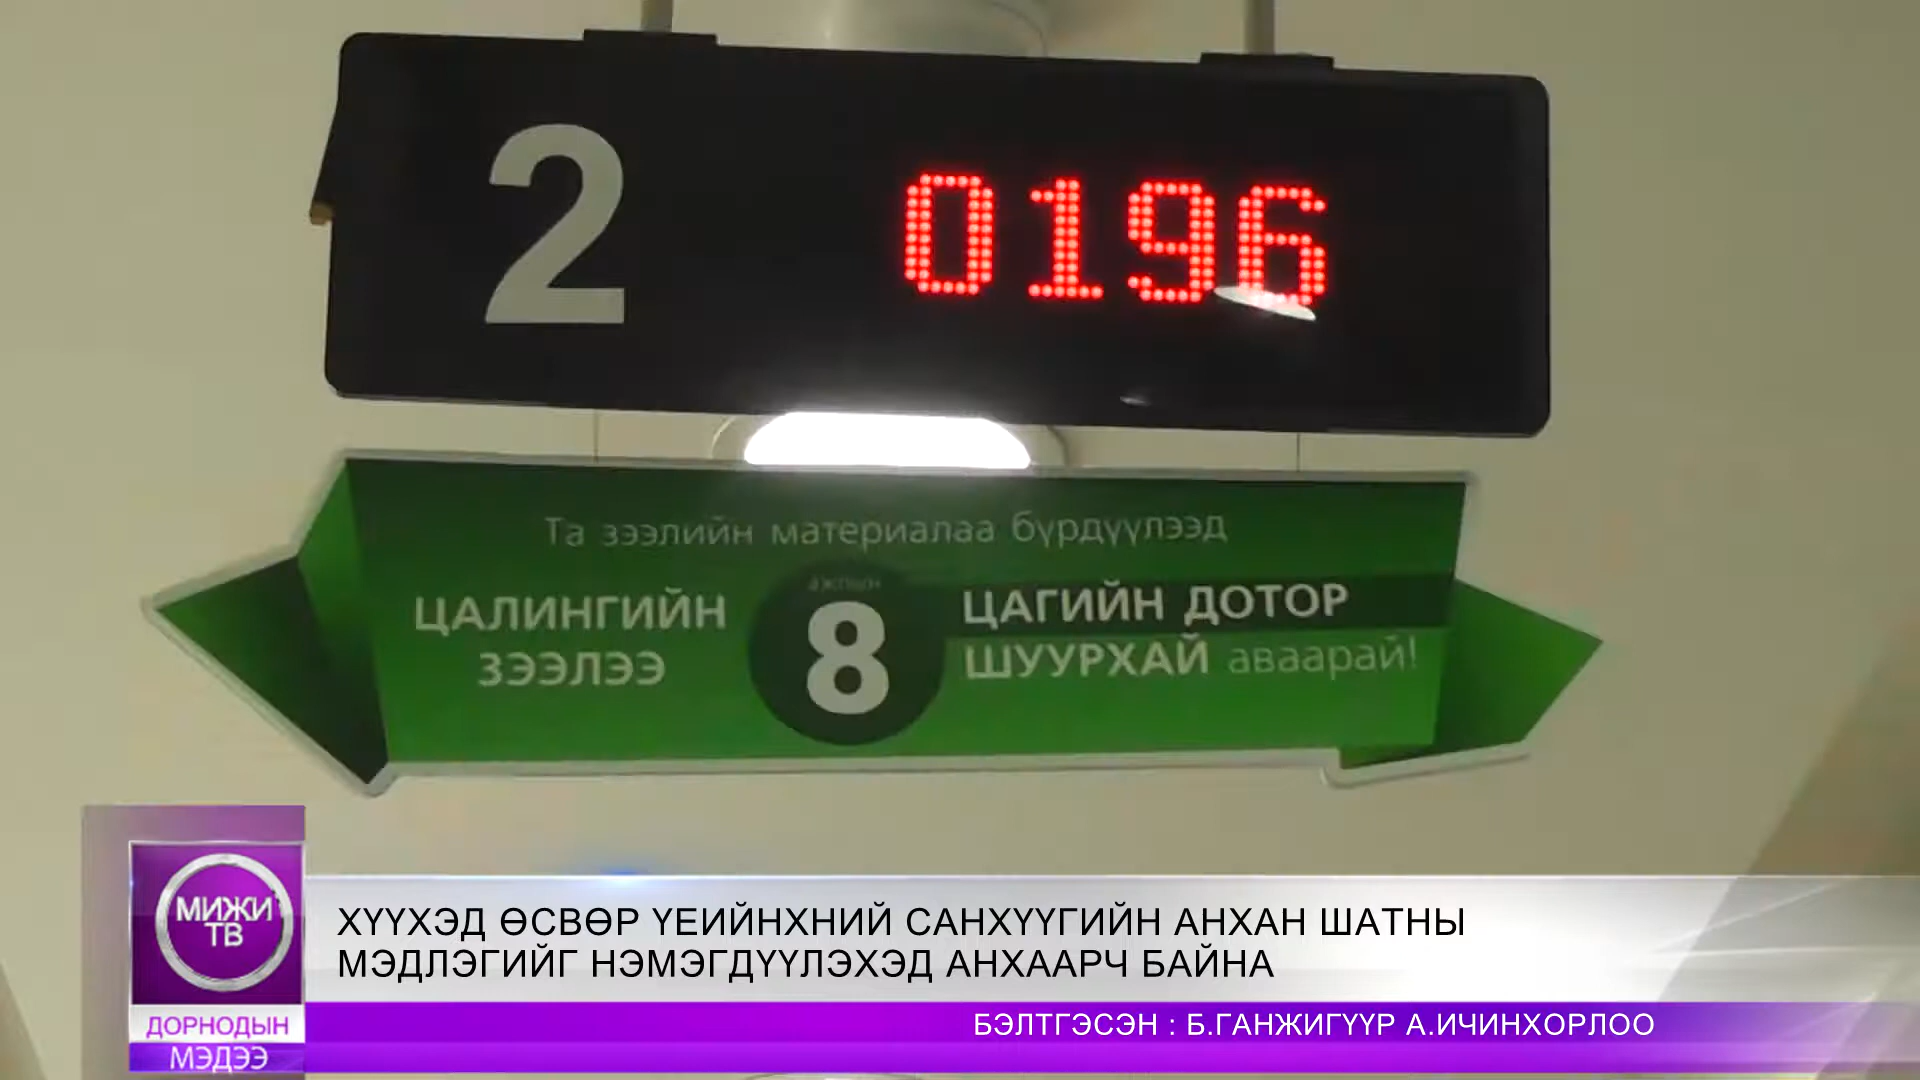 2
0196
Та зээлийн материалаа бүрдүүлээд
ЦАЛИНГИЙН
ЗЭЭЛЭЭ
ажлын
8
ЦАГИЙН ДОТОР
ШУУРХАЙ аваарай!
МИЖИ
ТВ
ДОРНОДЫН
МЭДЭЭ
ХҮҮХЭД ӨСВӨР ҮЕИЙНХНИЙ САНХҮҮГИЙН АНХАН ШАТНЫ
МЭДЛЭГИЙГ НЭМЭГДҮҮЛЭХЭД АНХААРЧ БАЙНА
БЭЛТГЭСЭН : Б.ГАНЖИГҮҮР А.ИЧИНХОРЛОО